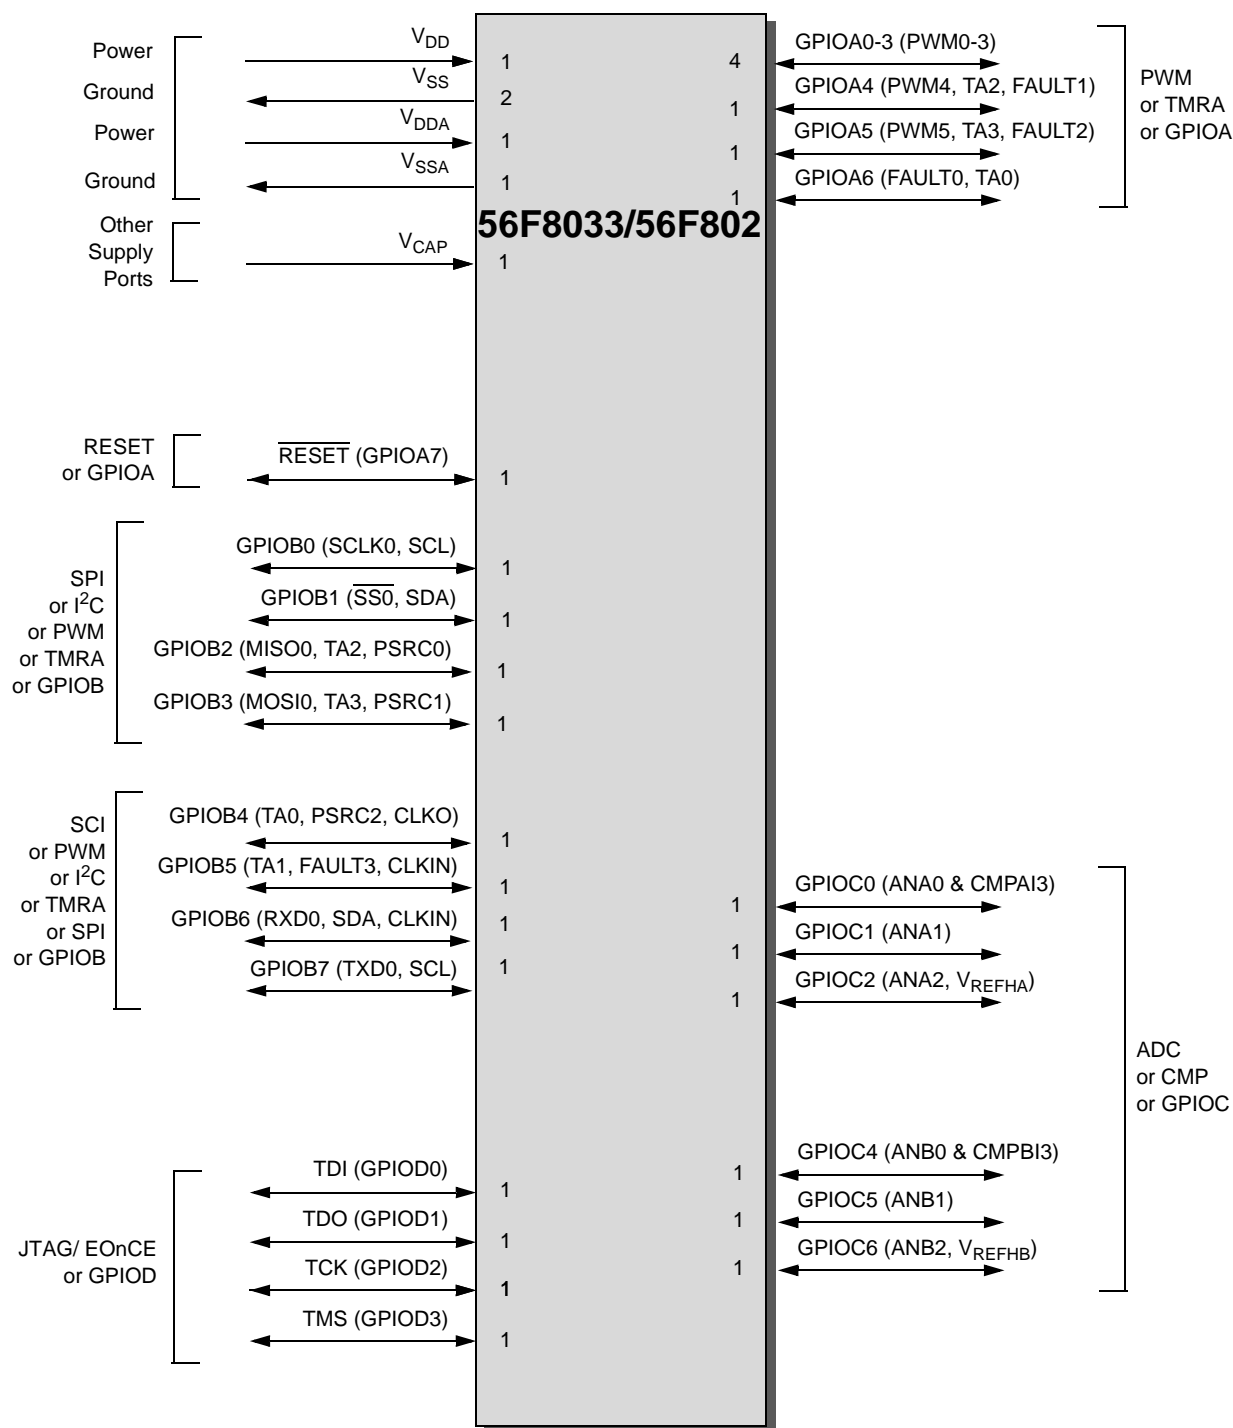 Power
Ground
Power
Ground
Other
Supply
Ports
VDD
1
VSS
2
VDDA
1
VSSA
1
VCAP
1
56F8033/56F802
RESET
or GPIOA
RESET (GPIOA7)
1
SPI
or I2C
or PWM
or TMRA
or GPIOB
GPIOB0 (SCLK0, SCL)
1
GPIOB1 (SS0, SDA)
1
GPIOB2 (MISO0, TA2, PSRC0)
1
GPIOB3 (MOSI0, TA3, PSRC1)
1
SCI
or PWM
or I2C
or TMRA
or SPI
or GPIOB
GPIOB4 (TA0, PSRC2, CLKO)
1
GPIOB5 (TA1, FAULT3, CLKIN)
1
GPIOB6 (RXD0, SDA, CLKIN)
1
GPIOB7 (TXD0, SCL)
1
JTAG/ EOnCE
or GPIOD
TDI (GPIOD0)
1
TDO (GPIOD1)
1
TCK (GPIOD2)
1
TMS (GPIOD3)
1
4
GPIOA0-3 (PWM0-3)
1
GPIOA4 (PWM4, TA2, FAULT1)
1
GPIOA5 (PWM5, TA3, FAULT2)
1
GPIOA6 (FAULT0, TA0)
PWM
or TMRA
or GPIOA
1
GPIOC0 (ANA0 & CMPAI3)
1
GPIOC1 (ANA1)
1
GPIOC2 (ANA2, VREFHA)
1
GPIOC4 (ANB0 & CMPBI3)
1
GPIOC5 (ANB1)
1
GPIOC6 (ANB2, VREFHB)
ADC
or CMP
or GPIOC